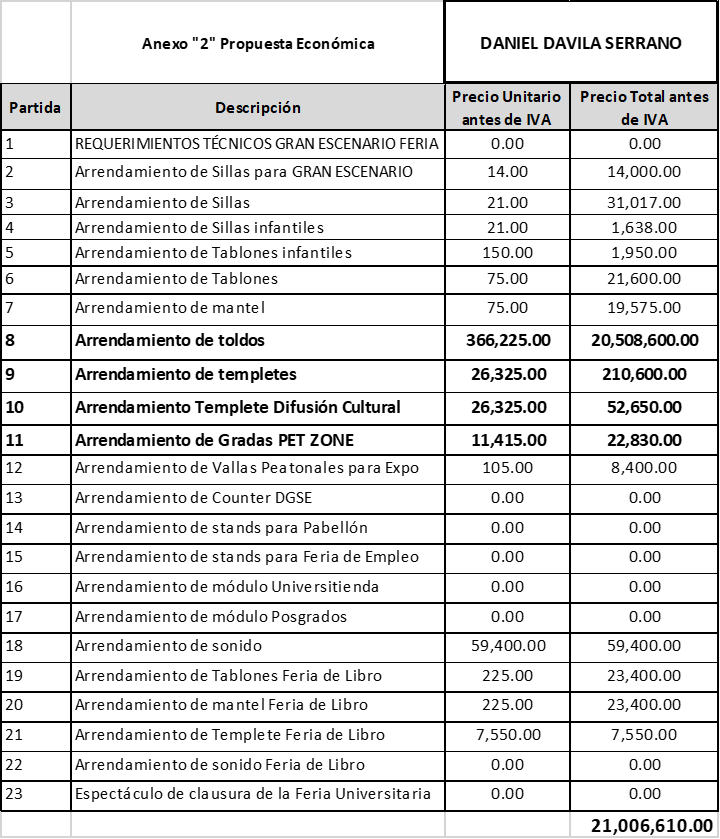 Anexo "2" Propuesta Económica DANIEL DAVILA SERRANO
Partida Descripción Precio Unitario antes de IVA Precio Total antes de IVA
1 REQUERIMIENTOS TÉCNICOS GRAN ESCENARIO FERIA 0.00 0.00
2 Arrendamiento de Sillas para GRAN ESCENARIO 14.00 14,000.00
3 Arrendamiento de Sillas 21.00 31,017.00
4 Arrendamiento de Sillas infantiles 21.00 1,638.00
5 Arrendamiento de Tablones infantiles 150.00 1,950.00
6 Arrendamiento de Tablones 75.00 21,600.00
7 Arrendamiento de mantel 75.00 19,575.00
8 Arrendamiento de toldos 366,225.00 20,508,600.00
9 Arrendamiento de templetes 26,325.00 210,600.00
10 Arrendamiento Templete Difusión Cultural 26,325.00 52,650.00
11 Arrendamiento de Gradas PET ZONE 11,415.00 22,830.00
12 Arrendamiento de Vallas Peatonales para Expo 105.00 8,400.00
13 Arrendamiento de Counter DGSE 0.00 0.00
14 Arrendamiento de stands para Pabellón 0.00 0.00
15 Arrendamiento de stands para Feria de Empleo 0.00 0.00
16 Arrendamiento de módulo Universitienda 0.00 0.00
17 Arrendamiento de módulo Posgrados 0.00 0.00
18 Arrendamiento de sonido 59,400.00 59,400.00
19 Arrendamiento de Tablones Feria de Libro 225.00 23,400.00
20 Arrendamiento de mantel Feria de Libro 225.00 23,400.00
21 Arrendamiento de Templete Feria de Libro 7,550.00 7,550.00
22 Arrendamiento de sonido Feria de Libro 0.00 0.00
23 Espectáculo de clausura de la Feria Universitaria 0.00 0.00
21,006,610.00